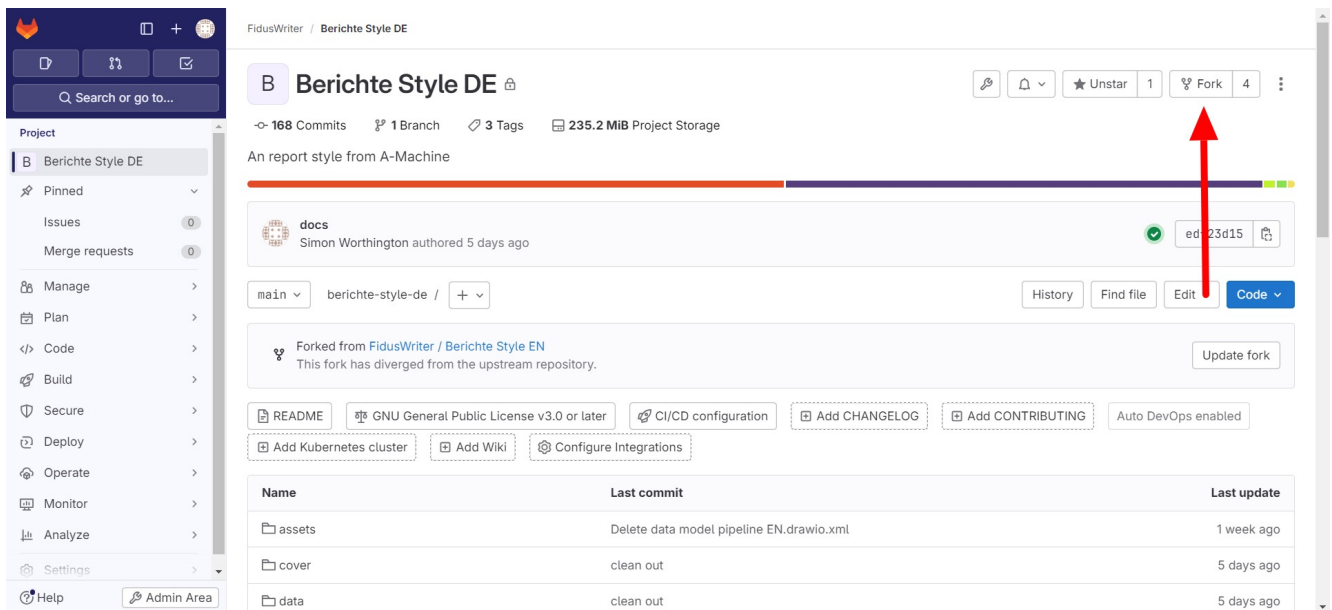 FidusWriter / Berichte Style DE
Search or go to...
Project
B Berichte Style DE
Pinned
Issues 0
Merge requests 0
Manage
Plan
Code
Build
Secure
Deploy
Operate
Monitor
Analyze
Settings
Help
Admin Area
B Berichte Style DE
Unstar 1
Fork 4
168 Commits 1 Branch 3 Tags 235.2 MiB Project Storage
An report style from A-Machine
docs
Simon Worthington authored 5 days ago
main berichte-style-de / +
History Find file Edit Code
Forked from FidusWriter / Berichte Style EN
This fork has diverged from the upstream repository.
Update fork
README GNU General Public License v3.0 or later CI/CD configuration Add CHANGELOG Add CONTRIBUTING Auto DevOps enabled
Add Kubernetes cluster Add Wiki Configure Integrations
Name Last commit Last update
assets Delete data model pipeline EN.drawio.xml 1 week ago
cover clean out 5 days ago
data clean out 5 days ago